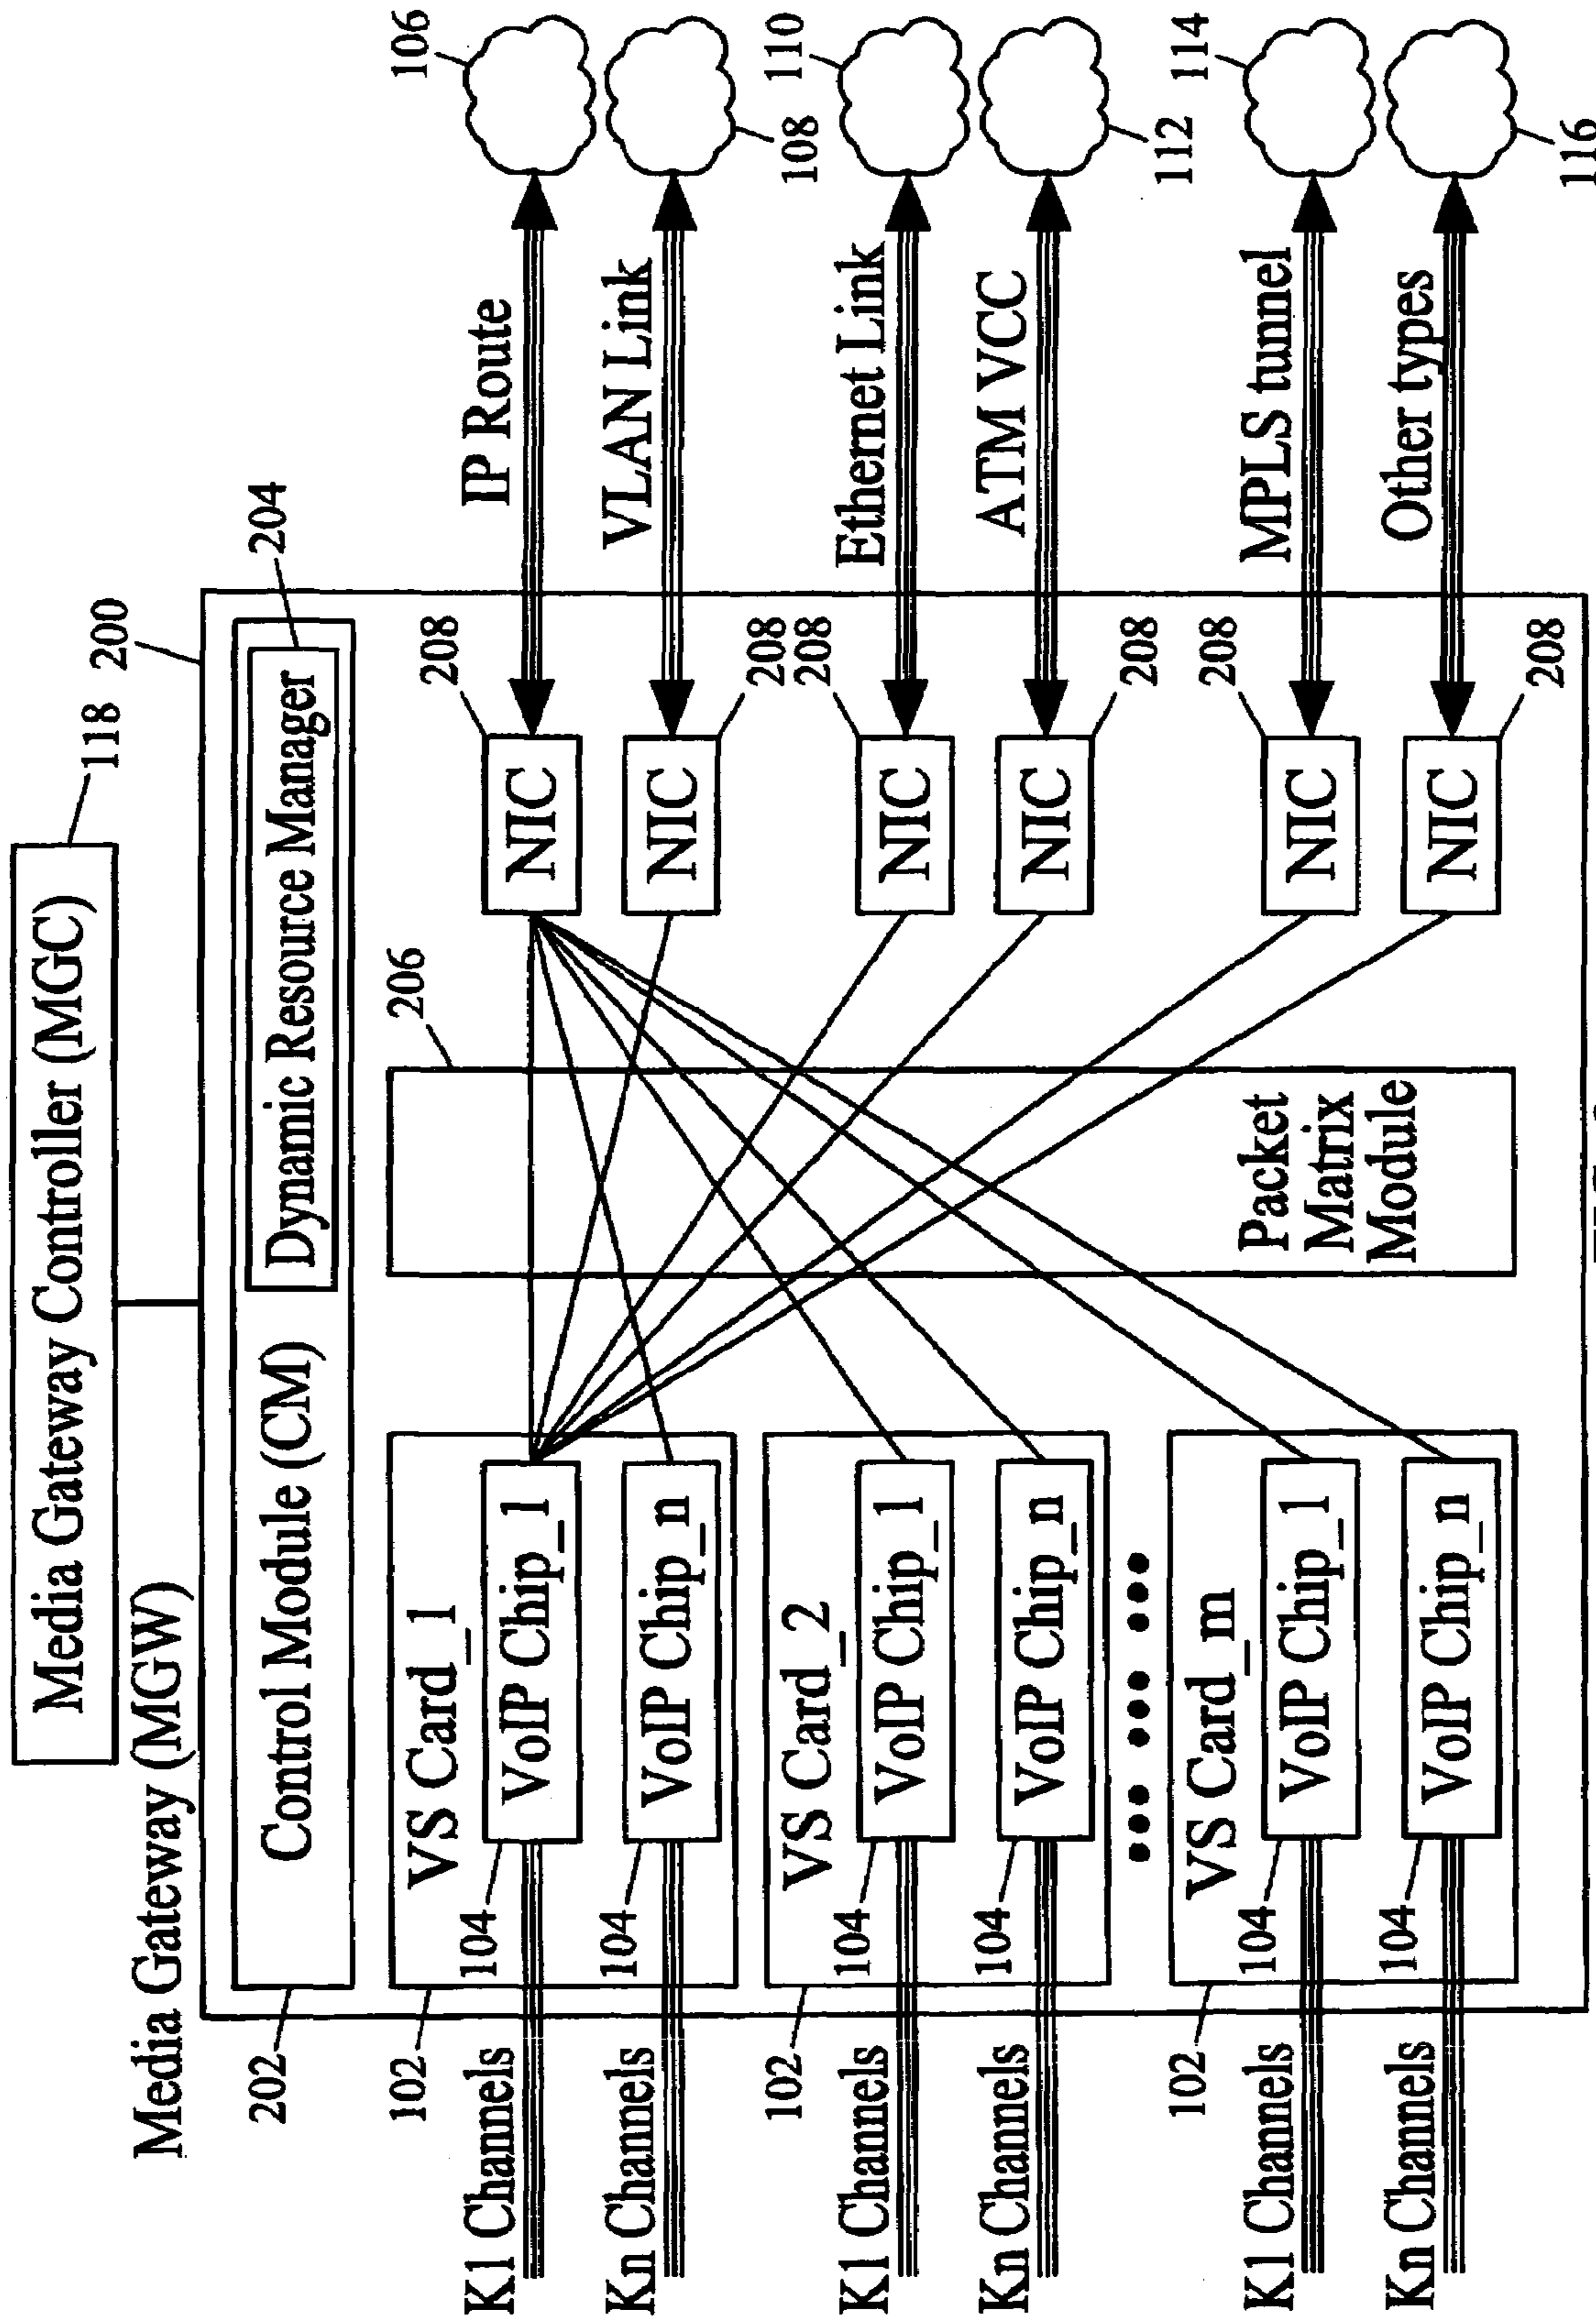 Media Gateway Controller (MGC)
118
Media Gateway (MGW)
200
202
Control Module (CM)
Dynamic Resource Manager
204
206
Packet
Matrix
Module
102
VS Card_1
K1 Channels
104
VoIP Chip_1
NIC
208
IP Route
106
Kn Channels
104
VoIP Chip_n
NIC
208
VLAN Link
108
102
VS Card_2
K1 Channels
104
VoIP Chip_1
NIC
208
Ethernet Link
110
Kn Channels
104
VoIP Chip_n
NIC
208
ATM VCC
112
102
VS Card_m
K1 Channels
104
VoIP Chip_1
NIC
208
MPLS tunnel
114
Kn Channels
104
VoIP Chip_n
NIC
208
Other types
116